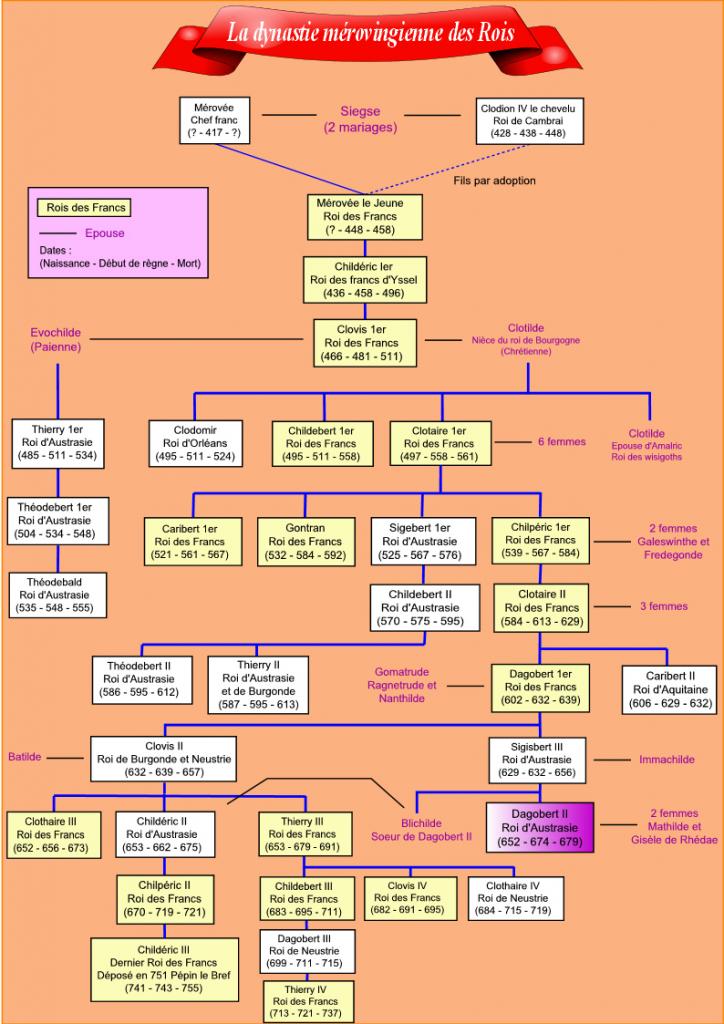 La dynastie mérovingienne des Rois
Mérovée
Chef franc
(? - 417 - ?)
Siegse
(2 mariages)
Clodion IV le chevelu
Roi de Cambrai
(428 - 438 - 448)
Fils par adoption
Rois des Francs
Epouse
Dates :
(Naissance - Début de règne - Mort)
Mérovée le Jeune
Roi des Francs
(? - 448 - 458)
Childéric Ier
Roi des francs d'Yssel
(436 - 458 - 496)
Evochilde
(Paienne)
Clovis 1er
Roi des Francs
(466 - 481 - 511)
Clotilde
Nièce du roi de Bourgogne
(Chrétienne)
Thierry 1er
Roi d'Austrasie
(485 - 511 - 534)
Clodomir
Roi d'Orléans
(495 - 511 - 524)
Childebert 1er
Roi des Francs
(495 - 511 - 558)
Clotaire 1er
Roi des Francs
(497 - 558 - 561)
6 femmes
Clotilde
Epouse d'Amalric
Roi des wisigoths
Théodebert 1er
Roi d'Austrasie
(504 - 534 - 548)
Caribert 1er
Roi des Francs
(521 - 561 - 567)
Gontran
Roi des Francs
(532 - 584 - 592)
Sigebert 1er
Roi d'Austrasie
(525 - 567 - 576)
Chilpéric 1er
Roi des Francs
(539 - 567 - 584)
2 femmes
Galeswinthe et
Fredegonde
Théodebald
Roi d'Austrasie
(535 - 548 - 555)
Childebert II
Roi d'Austrasie
(570 - 575 - 595)
Clotaire II
Roi des Francs
(584 - 613 - 629)
3 femmes
Théodebert II
Roi d'Austrasie
(586 - 595 - 612)
Thierry II
Roi d'Austrasie
et de Burgonde
(587 - 595 - 613)
Gomatrude
Ragnetrude et
Nanthilde
Dagobert 1er
Roi des Francs
(602 - 632 - 639)
Caribert II
Roi d'Aquitaine
(606 - 629 - 632)
Batilde
Clovis II
Roi de Burgonde et Neustrie
(632 - 639 - 657)
Sigisbert III
Roi d'Austrasie
(629 - 632 - 656)
Immachilde
Clothaire III
Roi des Francs
(652 - 656 - 673)
Childéric II
Roi d'Austrasie
(653 - 662 - 675)
Thierry III
Roi des Francs
(653 - 679 - 691)
Blichilde
Soeur de Dagobert II
Dagobert II
Roi d'Austrasie
(652 - 674 - 679)
2 femmes
Mathilde et
Gisèle de Rhédae
Chilpéric II
Roi des Francs
(670 - 719 - 721)
Childebert III
Roi des Francs
(683 - 695 - 711)
Clovis IV
Roi des Francs
(682 - 691 - 695)
Clothaire IV
Roi de Neustrie
(684 - 715 - 719)
Childéric III
Dernier Roi des Francs
Déposé en 751 Pépin le Bref
(741 - 743 - 755)
Dagobert III
Roi de Neustrie
(699 - 711 - 715)
Thierry IV
Roi des Francs
(713 - 721 - 737)